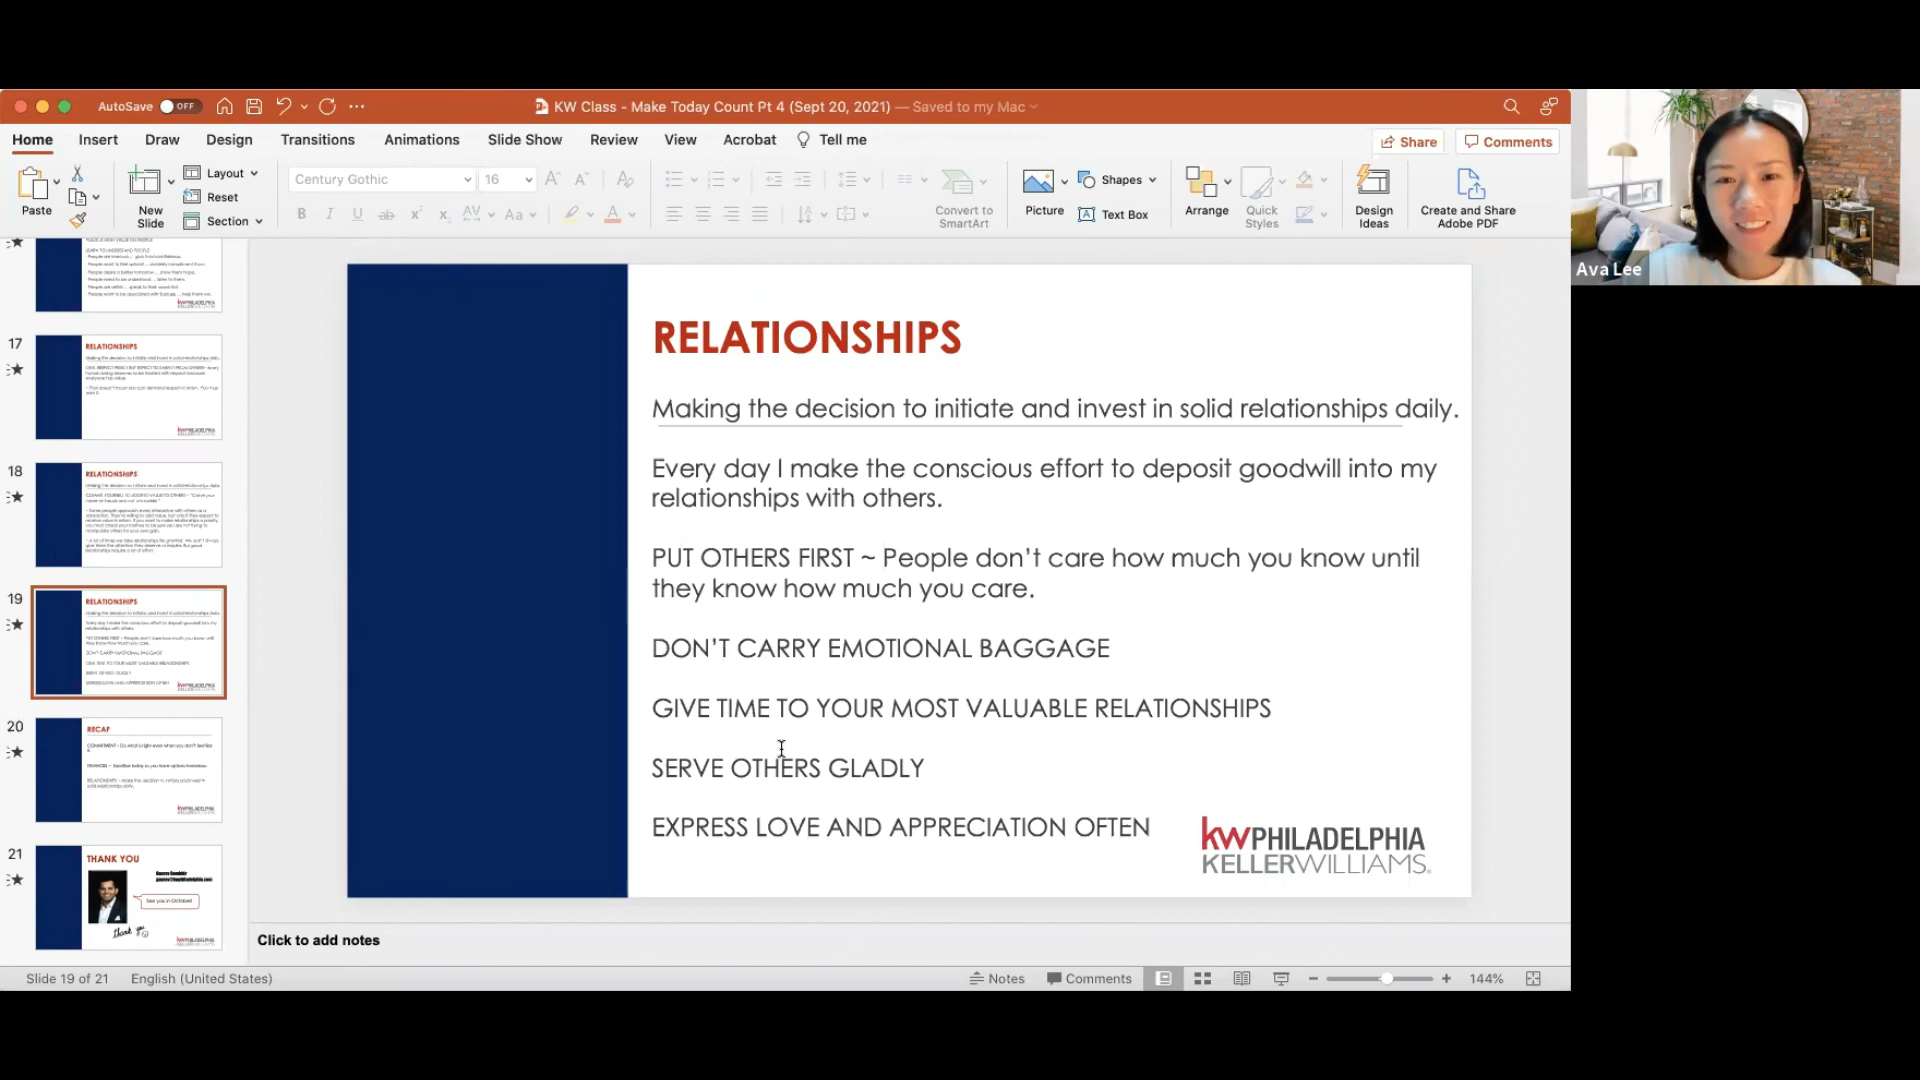 AutoSave OFF
KW Class - Make Today Count Pt 4 (Sept 20, 2021) — Saved to my Mac
Home Insert Draw Design Transitions Animations Slide Show Review View Acrobat Tell me
Share Comments
Paste
New Slide
Layout
Reset
Section
Century Gothic 16
Convert to SmartArt
Picture
Shapes
Text Box
Arrange
Quick Styles
Design Ideas
Create and Share Adobe PDF
17
RELATIONSHIPS
18
RELATIONSHIPS
19
RELATIONSHIPS
20
RECAP
21
THANK YOU
See you in October!
thank you
RELATIONSHIPS
Making the decision to initiate and invest in solid relationships daily.
Every day I make the conscious effort to deposit goodwill into my
relationships with others.
PUT OTHERS FIRST ~ People don’t care how much you know until
they know how much you care.
DON’T CARRY EMOTIONAL BAGGAGE
GIVE TIME TO YOUR MOST VALUABLE RELATIONSHIPS
SERVE OTHERS GLADLY
EXPRESS LOVE AND APPRECIATION OFTEN
kwPHILADELPHIA
KELLERWILLIAMS.
Click to add notes
Slide 19 of 21 English (United States)
Notes Comments 144%
Ava Lee